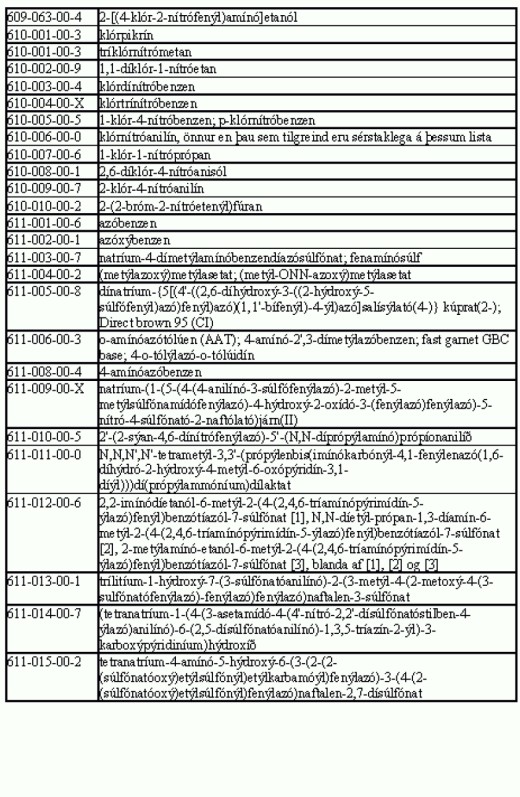 609-063-00-4 2-[(4-klór-2-nítrófenýl)amínó]etanól
610-001-00-3 klórpikrín
610-001-00-3 tríklórnítrómetan
610-002-00-9 1,1-díklór-1-nítróetan
610-003-00-4 klórdínítróbenzen
610-004-00-X klórtrínítróbenzen
610-005-00-5 1-klór-4-nítróbenzen; p-klórnítróbenzen
610-006-00-0 klórnítróanilín, önnur en þau sem tilgreind eru sérstaklega á þessum lista
610-007-00-6 1-klór-1-nítróprópan
610-008-00-1 2,6-díklór-4-nítróanisól
610-009-00-7 2-klór-4-nítróanilín
610-010-00-2 2-(2-bróm-2-nítróetenýl)fúran
611-001-00-6 azóbenzen
611-002-00-1 azóxýbenzen
611-003-00-7 natríum-4-dímetýlamínóbenzendíazósúlfónat; fenamínósúlf
611-004-00-2 (metýlazoxý)metýlasetat; (metýl-ONN-azoxý)metýlasetat
611-005-00-8 dínatríum-{5[(4'-((2,6-díhýdroxý-3-((2-hýdroxý-5-
súlfófenýl)azó)fenýl)azó)(1,1'-bífenýl)-4-ýl)azó]salísýlató(4-)} kúprat(2-);
Direct brown 95 (CI)
611-006-00-3 o-amínóazótólúen (AAT); 4-amínó-2',3-dímetýlazóbenzen; fast garnet GBC
base; 4-o-tólýlazó-o-tólúidín
611-008-00-4 4-amínóazóbenzen
611-009-00-X natríum-(1-(5-(4-(4-anilínó-3-súlfófenýlazó)-2-metýl-5-
metýlsúlfónamídófenýlazó)-4-hýdroxý-2-oxídó-3-(fenýlazó)fenýlazó)-5-
nítró-4-súlfónató-2-naftólató)járn(II)
611-010-00-5 2'-(2-sýan-4,6-dínítrófenýlazó)-5'-(N,N-díprópýlamínó)própíonanilíð
611-011-00-0 N,N,N',N'-tetrametýl-3,3'-(própýlenbis(imínókarbónýl-4,1-fenýlenazó(1,6-
díhýdró-2-hýdroxý-4-metýl-6-oxópýridín-3,1-
díýl)))dí(própýlammóníum)dílaktat
611-012-00-6 2,2-imínódíetanól-6-metýl-2-(4-(2,4,6-tríamínópýrimídín-5-
ýlazó)fenýl)benzótíazól-7-súlfónat [1], N,N-díetýl-própan-1,3-díamín-6-
metýl-2-(4-(2,4,6-tríamínópýrimídín-5-ýlazó)fenýl)benzótíazól-7-súlfónat
[2], 2-metýlamínó-etanól-6-metýl-2-(4-(2,4,6-tríamínópýrimídín-5-
ýlazó)fenýl)benzótíazól-7-súlfónat [3], blanda af [1], [2] og [3]
611-013-00-1 trílitíum-1-hýdroxý-7-(3-súlfónatóanilínó)-2-(3-metýl-4-(2-metoxý-4-(3-
súlfónatófenýlazó)-fenýlazó)fenýlazó)naftalen-3-súlfónat
611-014-00-7 (tetranatríum-1-(4-(3-asetamídó-4-(4'-nítró-2,2'-dísúlfónatóstilben-4-
ýlazó)anilínó)-6-(2,5-dísúlfónatóanilínó)-1,3,5-tríazín-2-ýl)-3-
karboxýpýridiníum)hýdroxíð
611-015-00-2 tetranatríum-4-amínó-5-hýdroxý-6-(3-(2-(2-
(súlfónatóoxý)etýlsúlfónýl)etýlkarbamóýl)fenýlazó)-3-(4-(2-
(súlfónatóoxý)etýlsúlfónýl)fenýlazó)naftalen-2,7-dísúlfónat